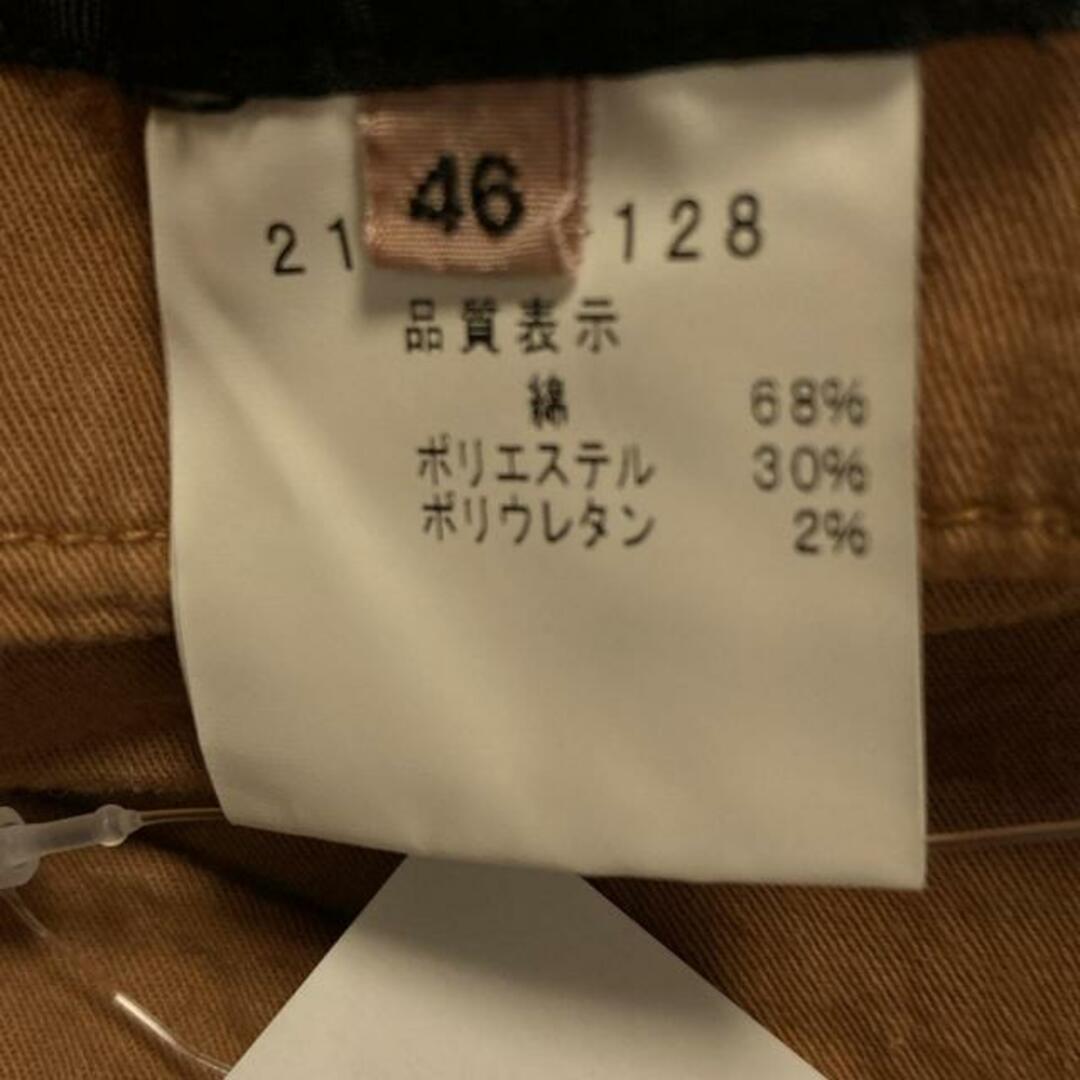 46
21 -128
品質表示
綿 68%
ポリエステル 30%
ポリウレタン 2%